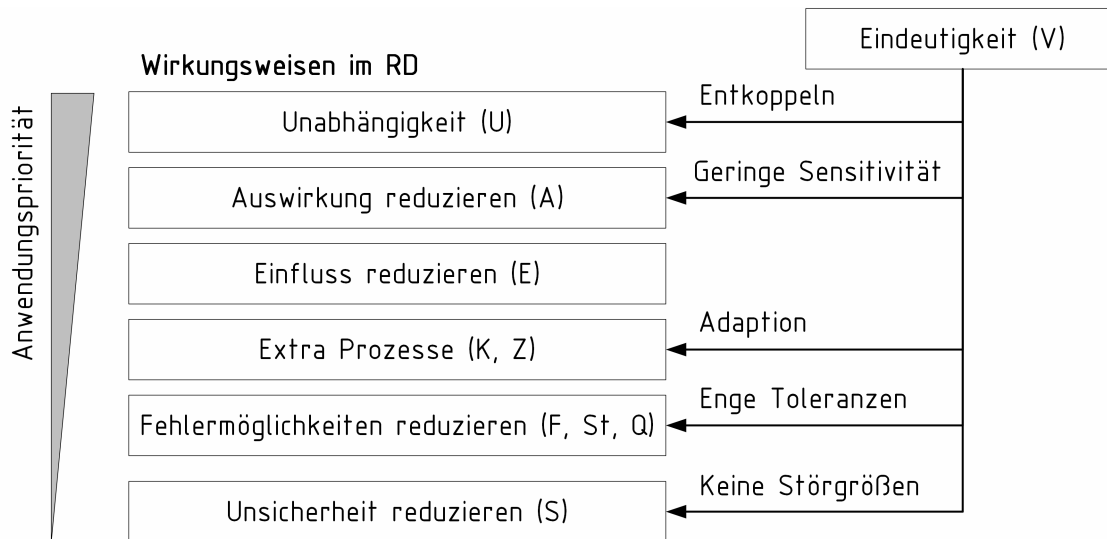 Eindeutigkeit (V)
Wirkungsweisen im RD
Anwendungspriorität
Unabhängigkeit (U)
Entkoppeln
Auswirkung reduzieren (A)
Geringe Sensitivität
Einfluss reduzieren (E)
Extra Prozesse (K, Z)
Adaption
Fehlermöglichkeiten reduzieren (F, St, Q)
Enge Toleranzen
Unsicherheit reduzieren (S)
Keine Störgrößen